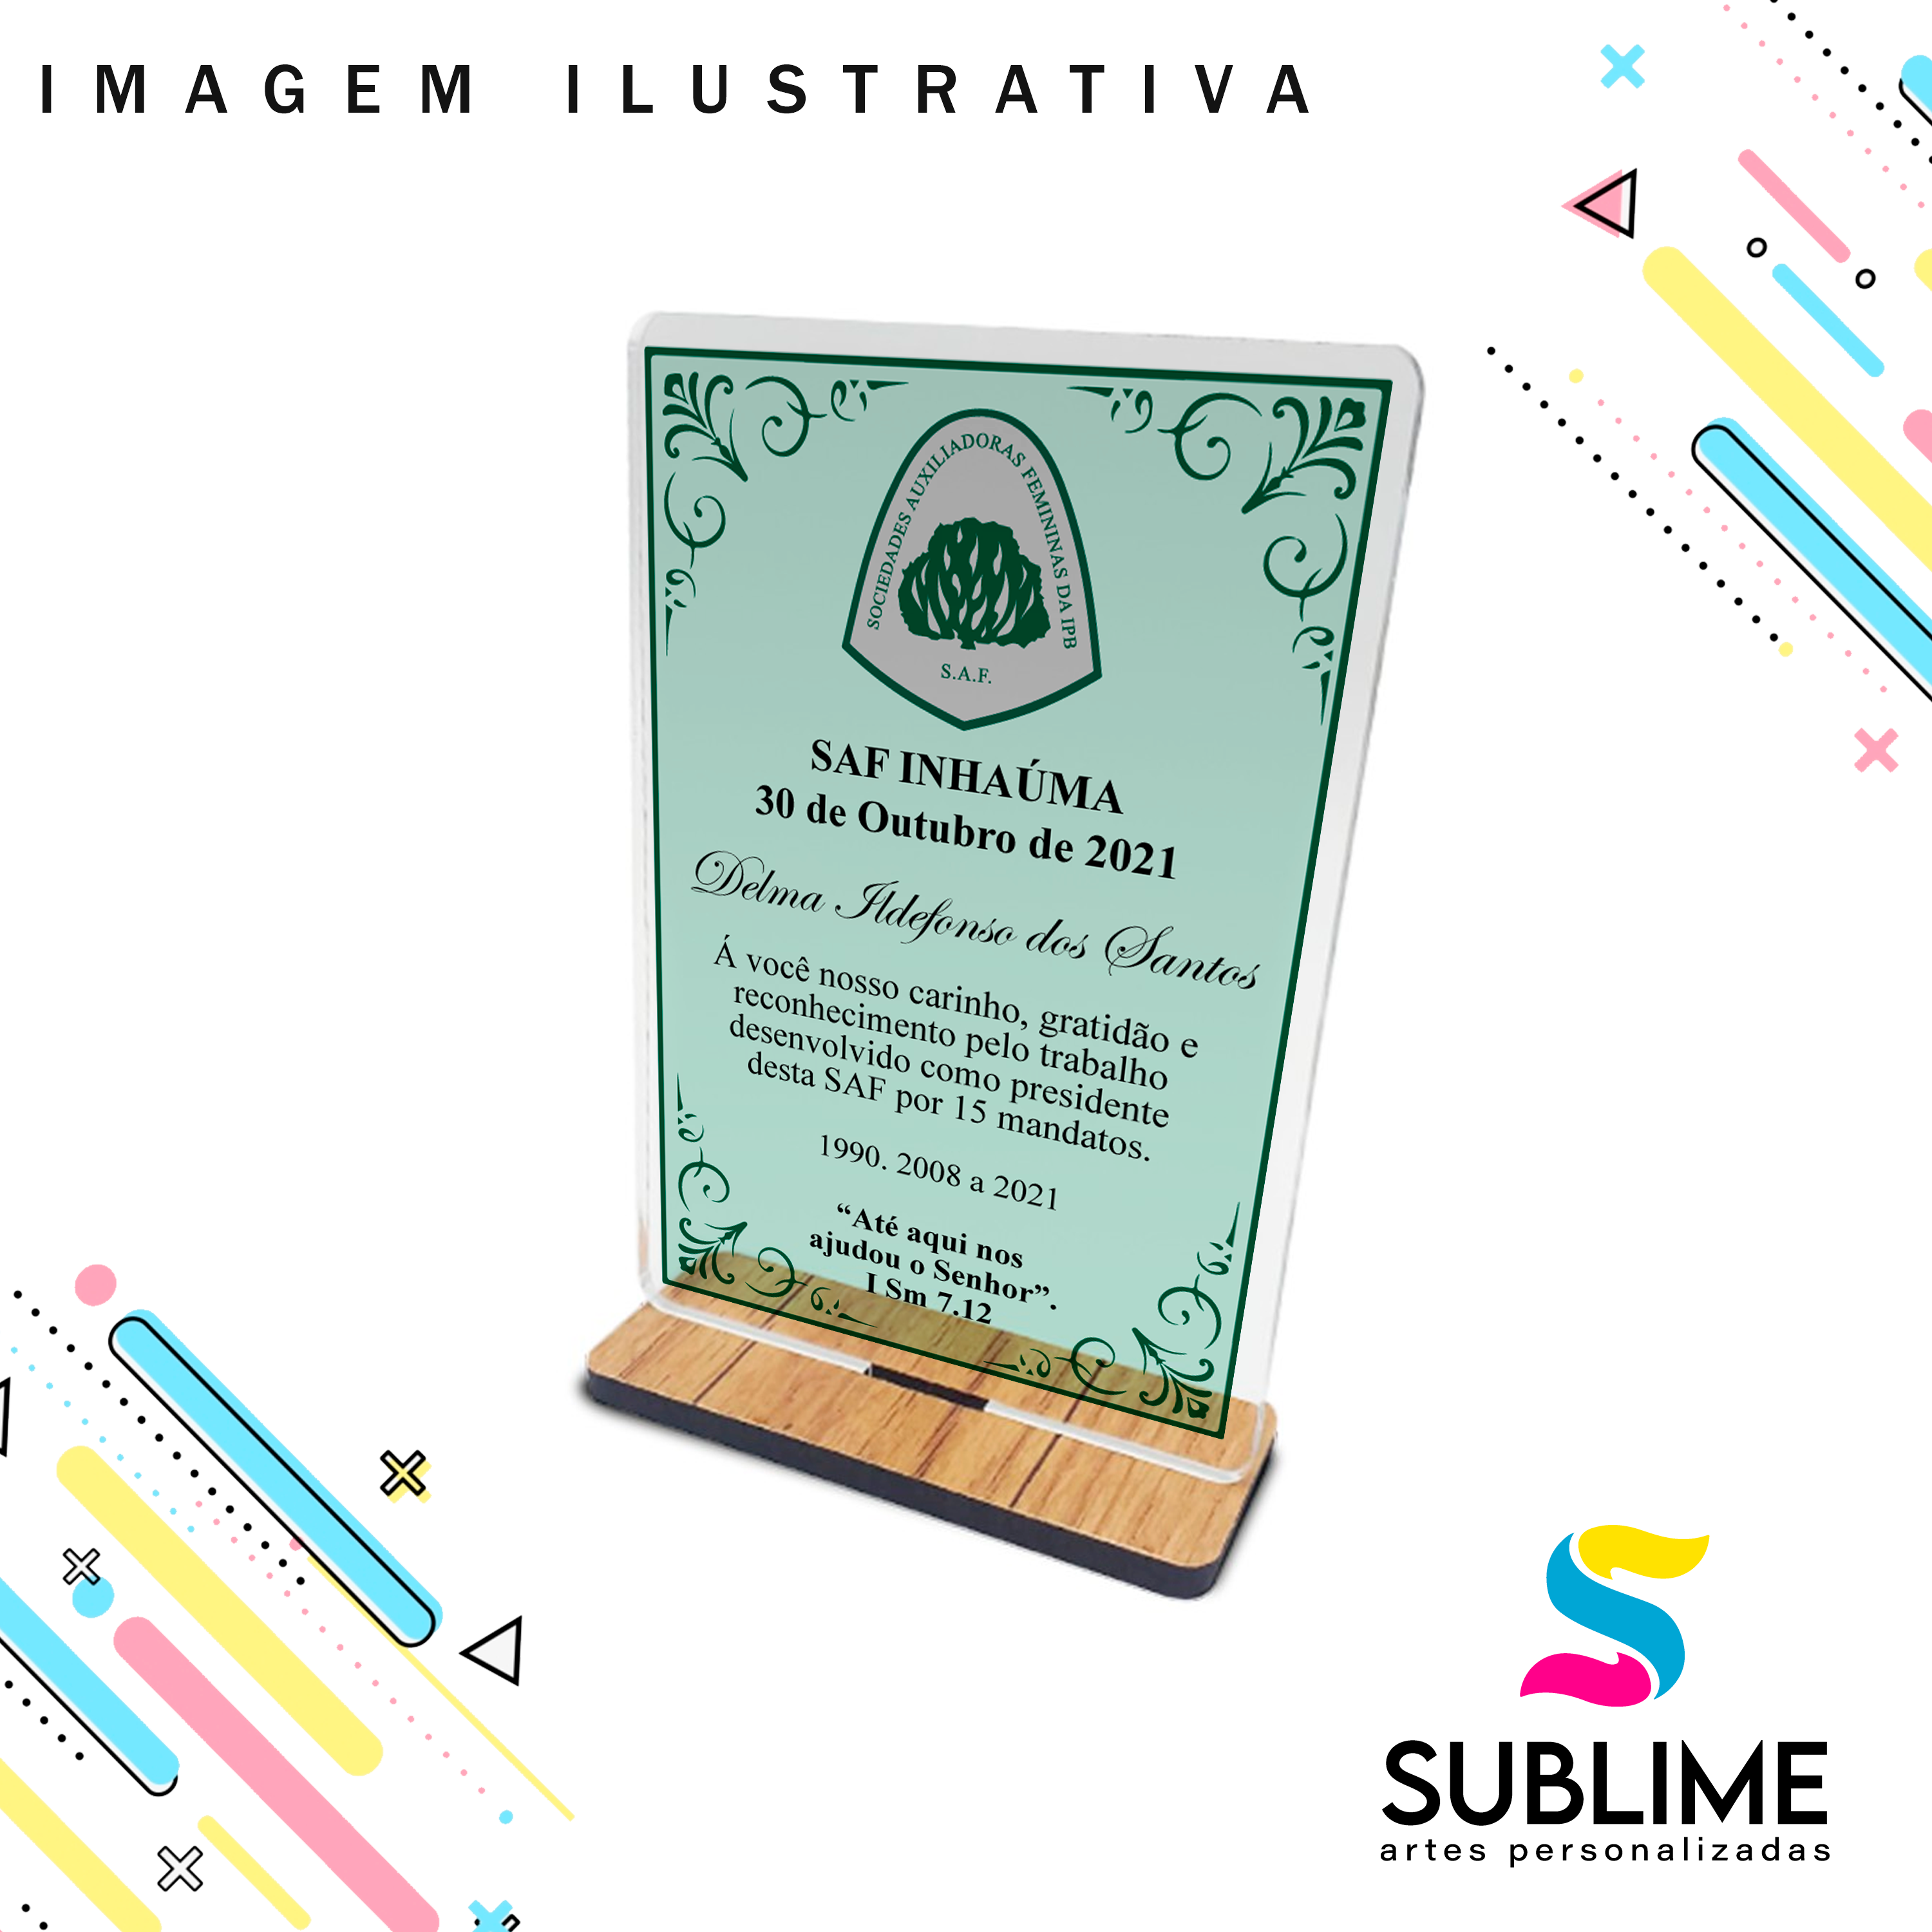 IMAGEM ILUSTRATIVA
SOCIEDADES AUXILIADORAS FEMININAS DA IPB
S.A.F.
SAF INHAÚMA
30 de Outubro de 2021
Delma Ildefonso dos Santos
Á você nosso carinho, gratidão e
reconhecimento pelo trabalho
desenvolvido como presidente
desta SAF por 15 mandatos.
1990. 2008 a 2021
“Até aqui nos
ajudou o Senhor”.
I Sm 7.12
SUBLIME
artes personalizadas